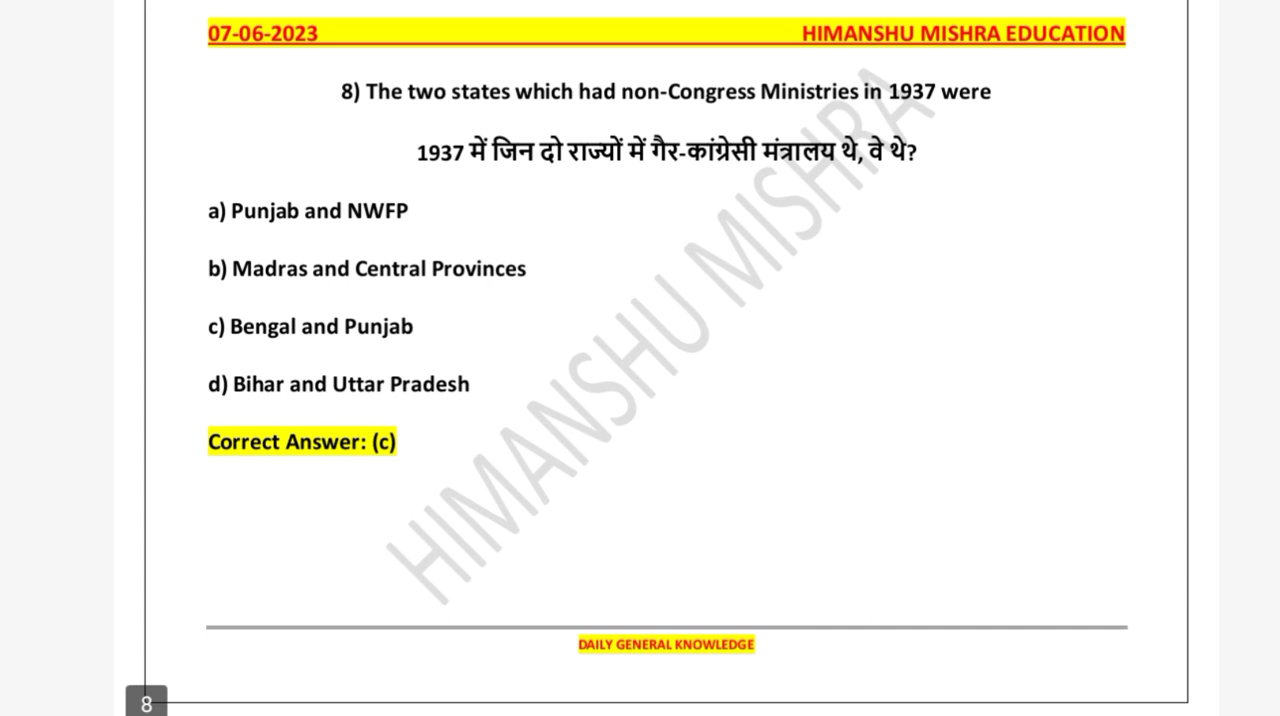 07-06-2023 HIMANSHU MISHRA EDUCATION
8) The two states which had non-Congress Ministries in 1937 were
1937 में जिन दो राज्यों में गैर-कांग्रेसी मंत्रालय थे, वे थे?
a) Punjab and NWFP
b) Madras and Central Provinces
c) Bengal and Punjab
d) Bihar and Uttar Pradesh
Correct Answer: (c)
HIMANSHU MISHRA
DAILY GENERAL KNOWLEDGE
8